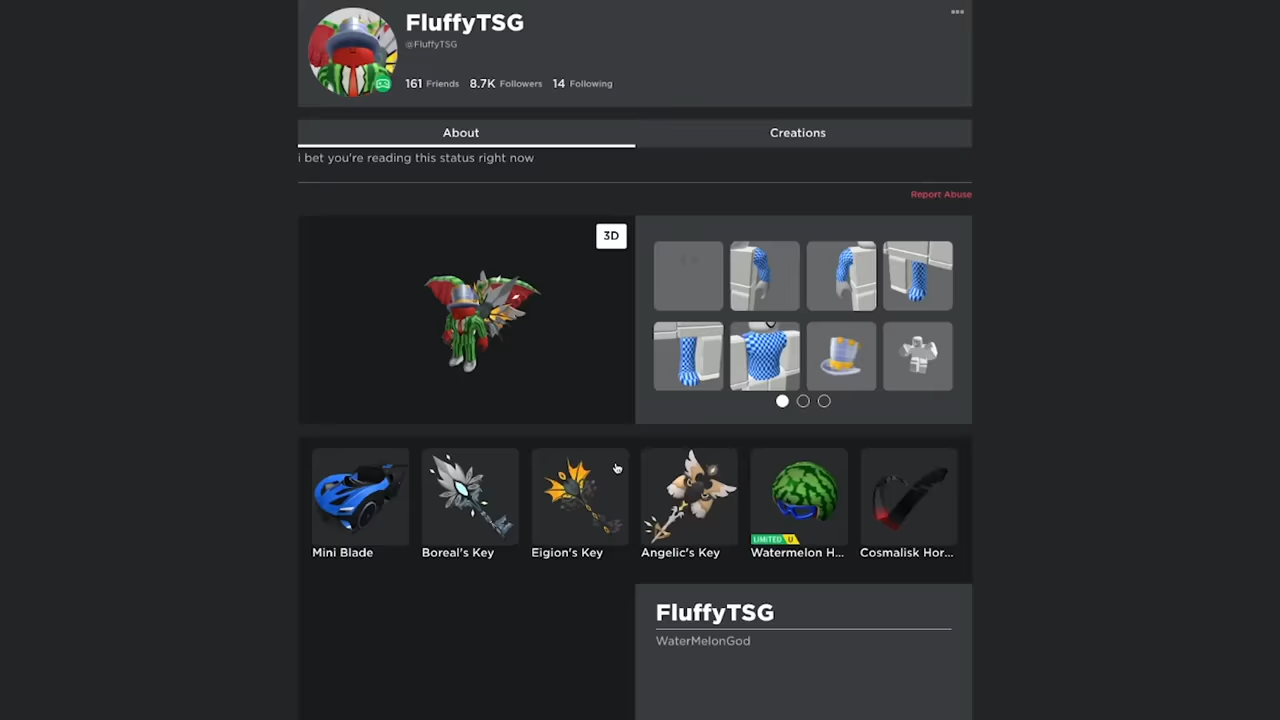 FluffyTSG
@FluffyTSG
161 Friends 8.7K Followers 14 Following
About
Creations
i bet you're reading this status right now
Report Abuse
3D
LIMITED U
Mini Blade
Boreal's Key
Eigion's Key
Angelic's Key
Watermelon H...
Cosmalisk Hor...
FluffyTSG
WaterMelonGod